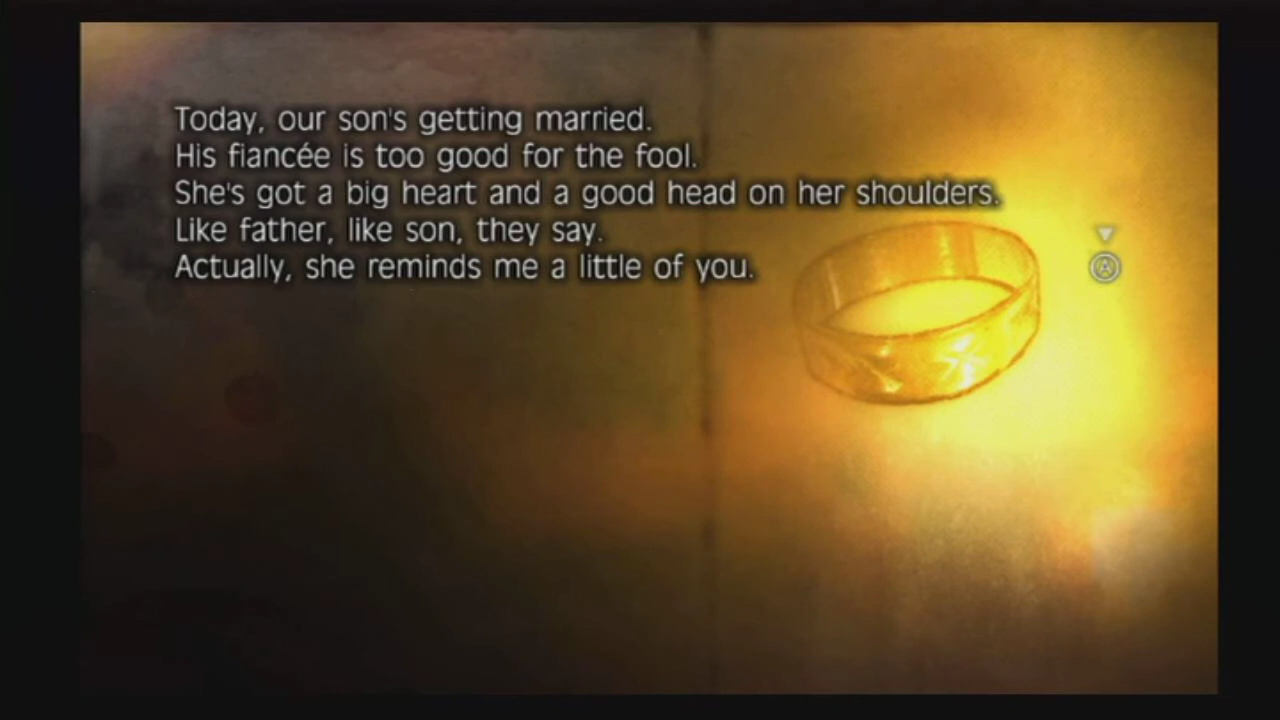 Today, our son's getting married.
His fiancée is too good for the fool.
She's got a big heart and a good head on her shoulders.
Like father, like son, they say.
Actually, she reminds me a little of you.
A